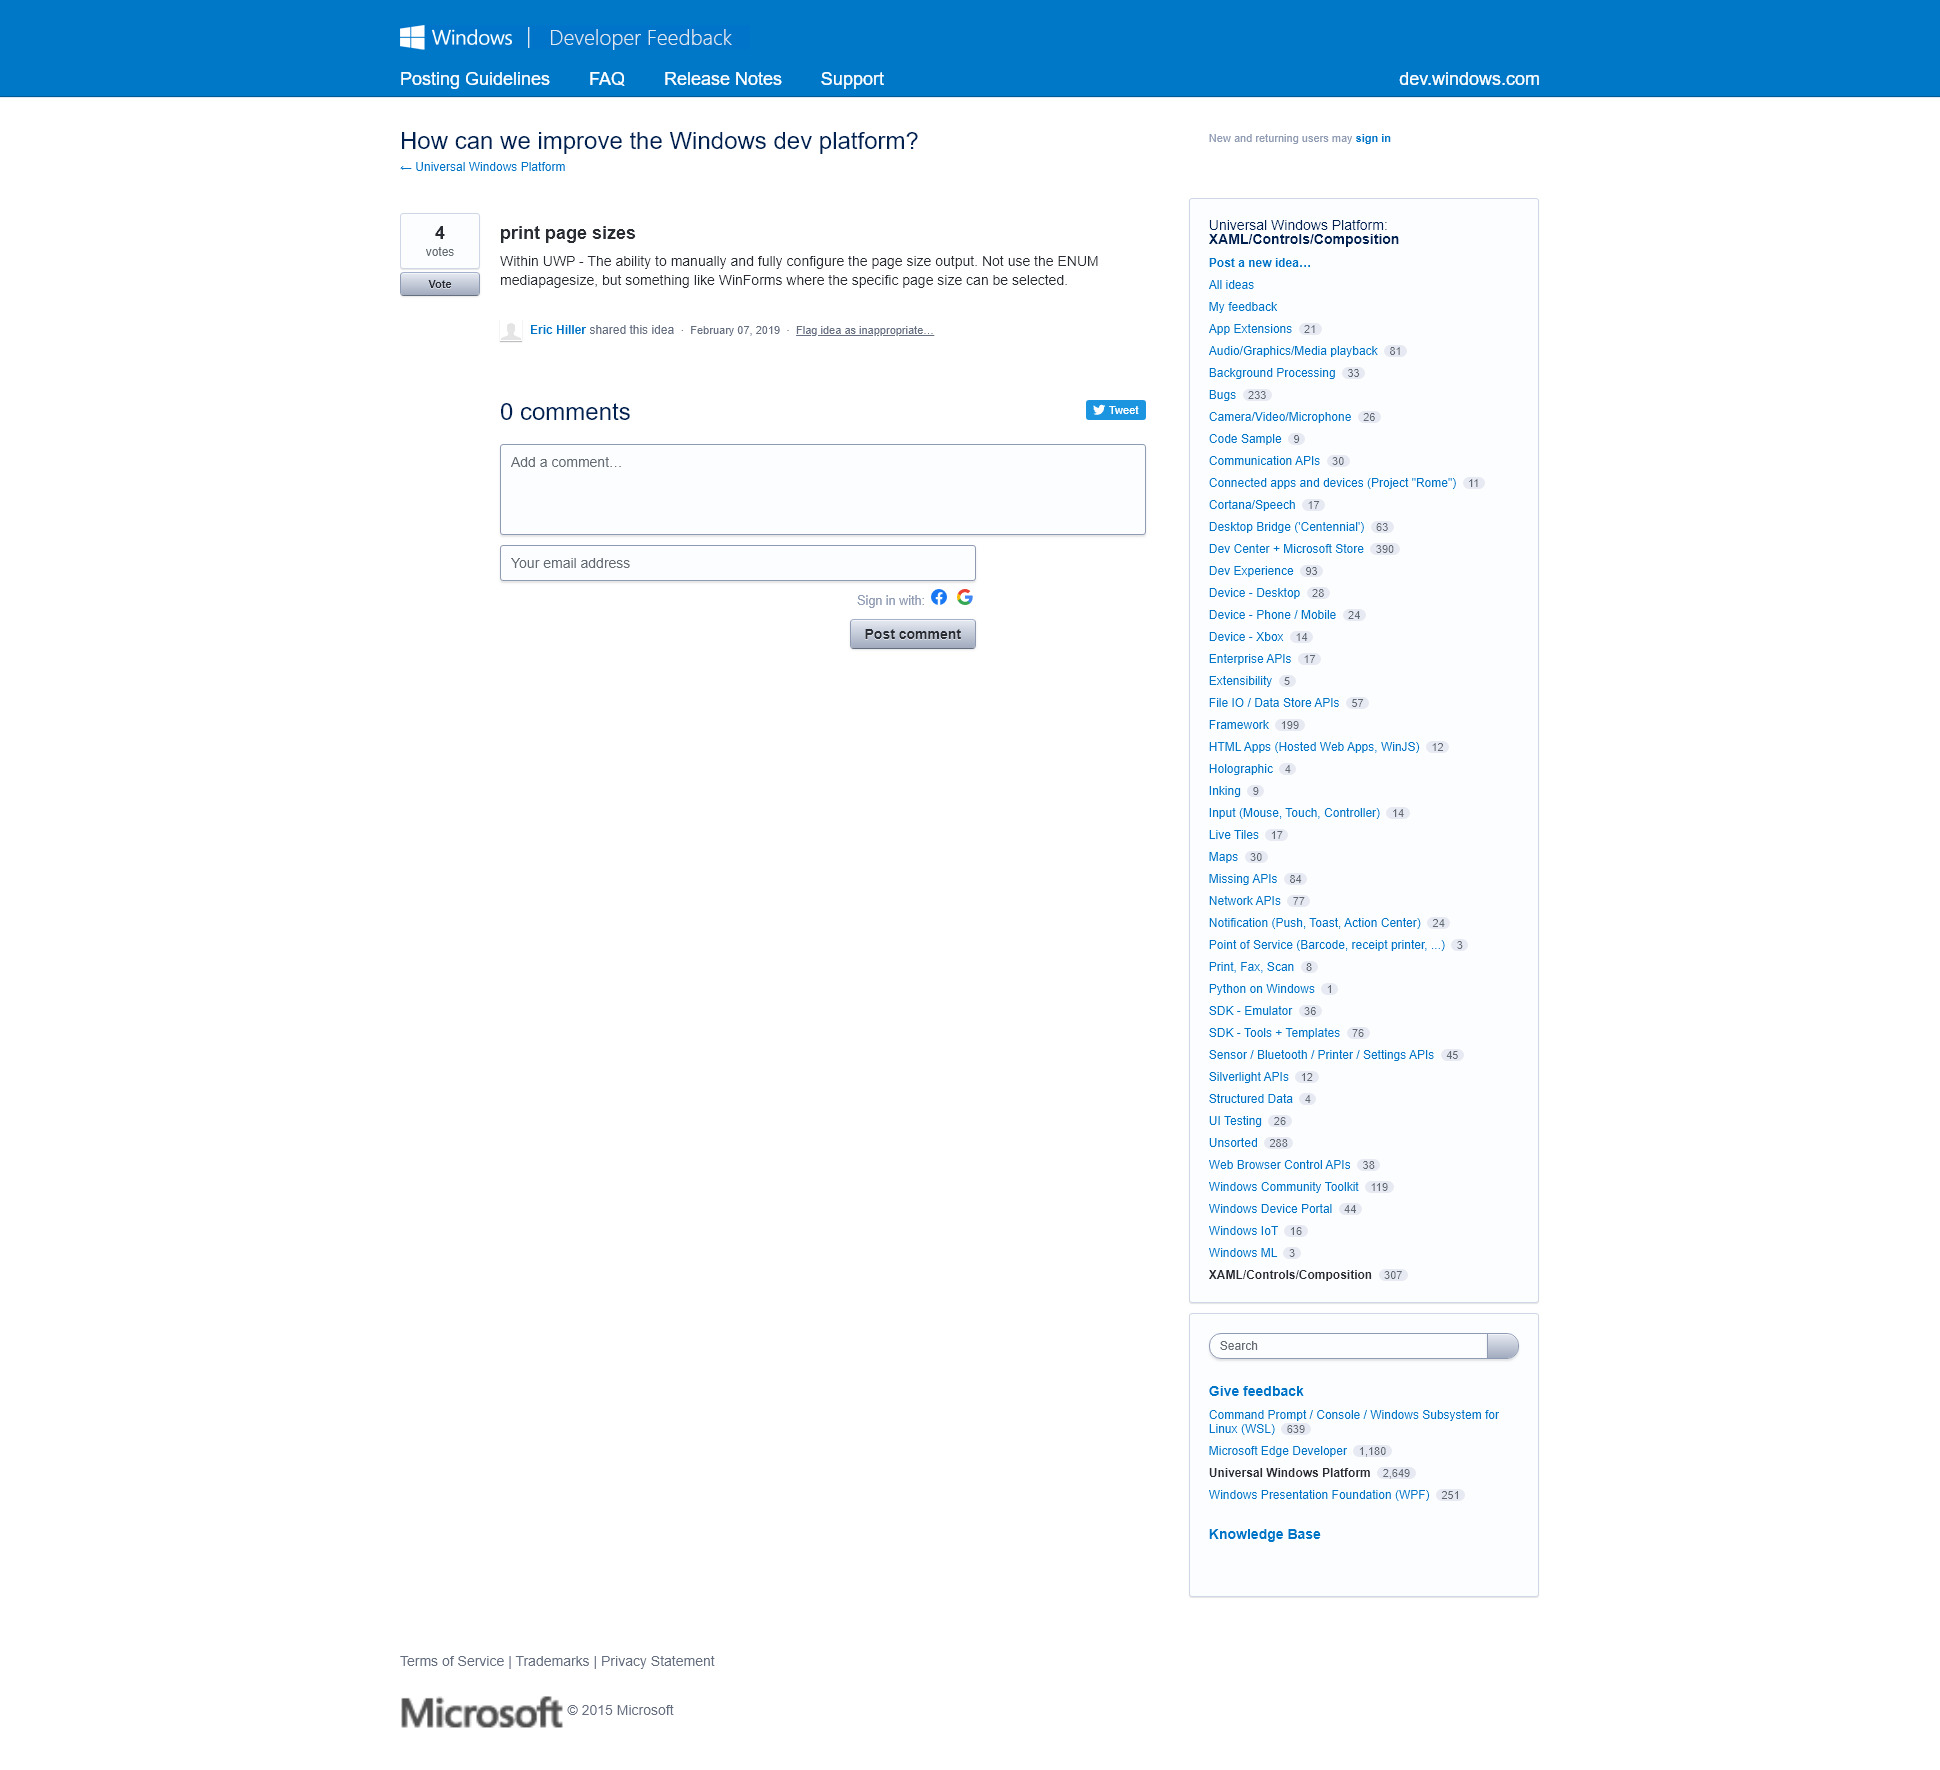 Windows | Developer Feedback
Posting Guidelines FAQ Release Notes Support dev.windows.com
How can we improve the Windows dev platform?
← Universal Windows Platform
New and returning users may sign in
4
votes
Vote
print page sizes
Within UWP - The ability to manually and fully configure the page size output. Not use the ENUM
mediapagesize, but something like WinForms where the specific page size can be selected.
Eric Hiller shared this idea · February 07, 2019 · Flag idea as inappropriate…
0 comments
Tweet
Add a comment…
Your email address
Sign in with:
Post comment
Universal Windows Platform:
XAML/Controls/Composition
Post a new idea…
All ideas
My feedback
App Extensions 21
Audio/Graphics/Media playback 81
Background Processing 33
Bugs 233
Camera/Video/Microphone 26
Code Sample 9
Communication APIs 30
Connected apps and devices (Project "Rome") 11
Cortana/Speech 17
Desktop Bridge ('Centennial') 63
Dev Center + Microsoft Store 390
Dev Experience 93
Device - Desktop 28
Device - Phone / Mobile 24
Device - Xbox 14
Enterprise APIs 17
Extensibility 5
File IO / Data Store APIs 57
Framework 199
HTML Apps (Hosted Web Apps, WinJS) 12
Holographic 4
Inking 9
Input (Mouse, Touch, Controller) 14
Live Tiles 17
Maps 30
Missing APIs 84
Network APIs 77
Notification (Push, Toast, Action Center) 24
Point of Service (Barcode, receipt printer, ...) 3
Print, Fax, Scan 8
Python on Windows 1
SDK - Emulator 36
SDK - Tools + Templates 76
Sensor / Bluetooth / Printer / Settings APIs 45
Silverlight APIs 12
Structured Data 4
UI Testing 26
Unsorted 288
Web Browser Control APIs 38
Windows Community Toolkit 119
Windows Device Portal 44
Windows IoT 16
Windows ML 3
XAML/Controls/Composition 307
Search
Give feedback
Command Prompt / Console / Windows Subsystem for
Linux (WSL) 639
Microsoft Edge Developer 1,180
Universal Windows Platform 2,649
Windows Presentation Foundation (WPF) 251
Knowledge Base
Terms of Service | Trademarks | Privacy Statement
Microsoft © 2015 Microsoft